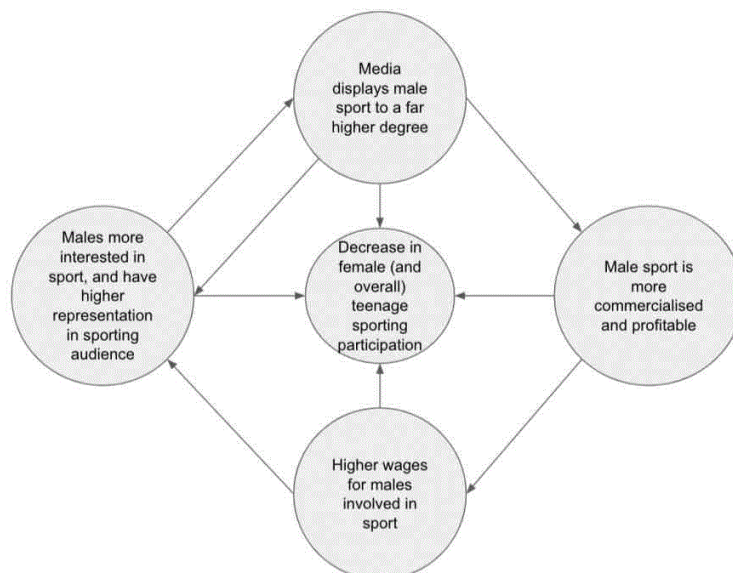 Media
displays male
sport to a far
higher degree
Males more
interested in
sport, and have
higher
representation
in sporting
audience
Decrease in
female (and
overall)
teenage
sporting
participation
Male sport is
more
commercialised
and profitable
Higher wages
for males
involved in
sport